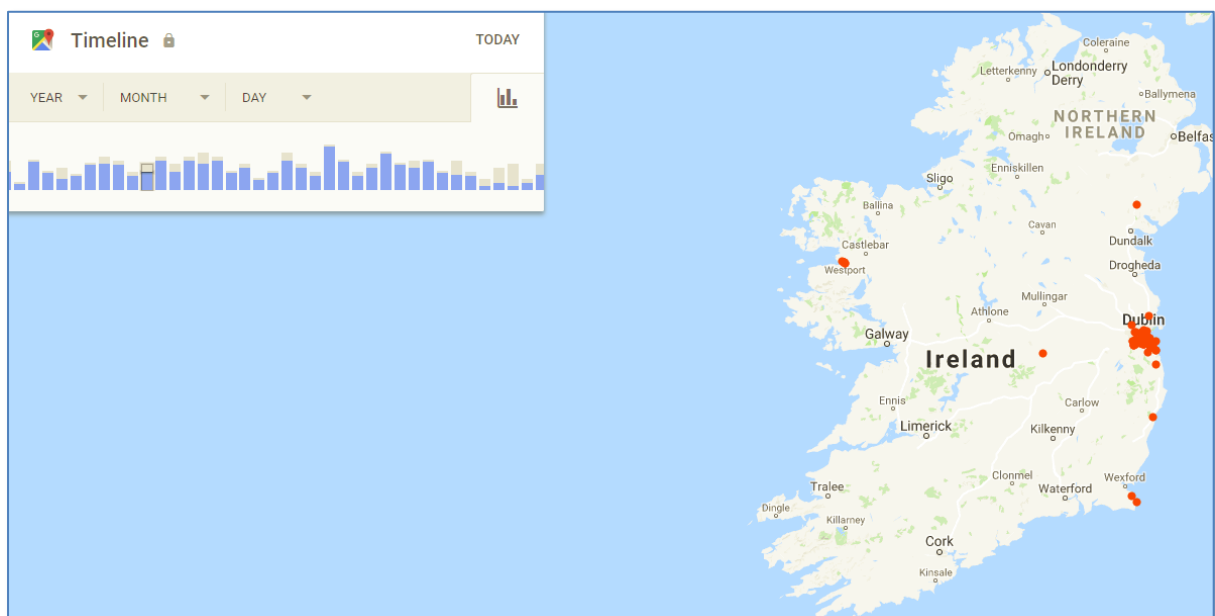 Timeline
TODAY
YEAR
MONTH
DAY
Coleraine
Letterkenny
Londonderry
Derry
Ballymena
NORTHERN
IRELAND
Omagh
Belfas
Enniskillen
Sligo
Ballina
Cavan
Castlebar
Dundalk
Westport
Drogheda
Mullingar
Athlone
Dublin
Galway
Ireland
Ennis
Carlow
Limerick
Kilkenny
Clonmel
Wexford
Tralee
Waterford
Dingle
Killarney
Cork
Kinsale